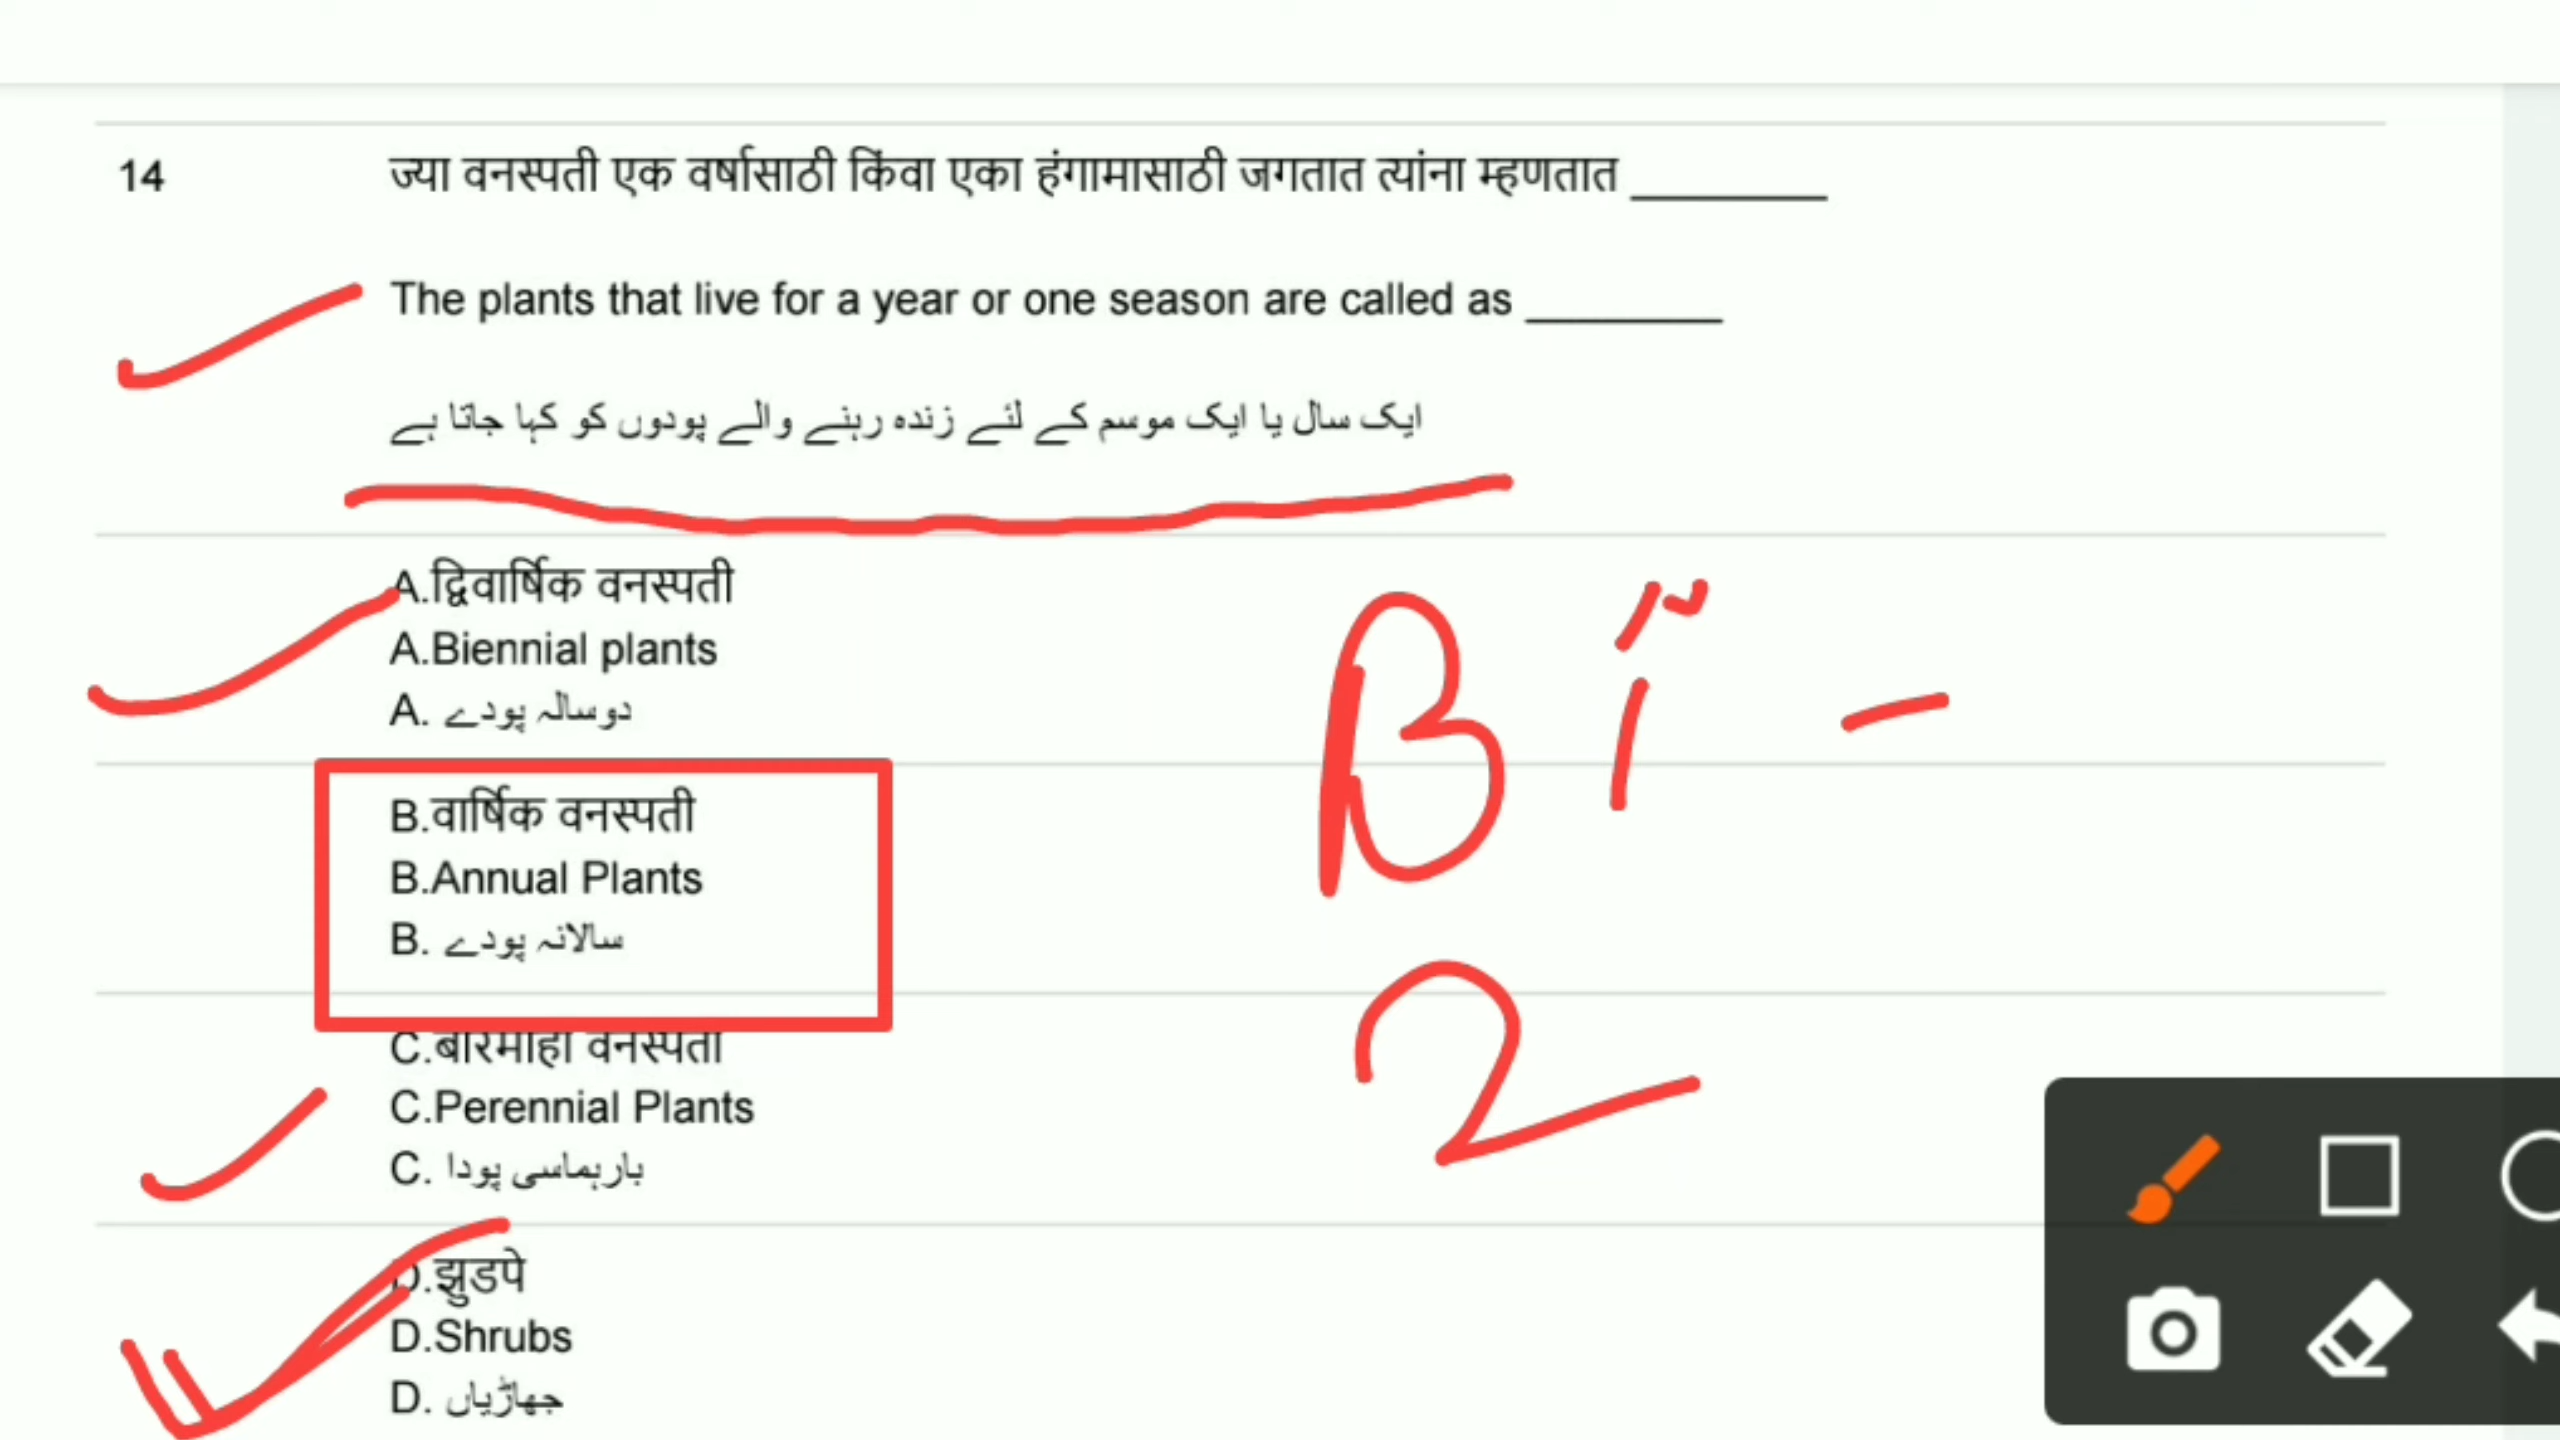 14 ज्या वनस्पती एक वर्षासाठी किंवा एका हंगामासाठी जगतात त्यांना म्हणतात ________
The plants that live for a year or one season are called as ________
ایک سال یا ایک موسم کے لئے زندہ رہنے والے پودوں کو کہا جاتا ہے
A.द्विवार्षिक वनस्पती
A.Biennial plants
A. دوسالہ پودے
B.वार्षिक वनस्पती
B.Annual Plants
B. سالانہ پودے
C.बारमाही वनस्पती
C.Perennial Plants
C. بارہماسی پودا
D.झुडपे
D.Shrubs
D. جھاڑیاں
Bi -
2